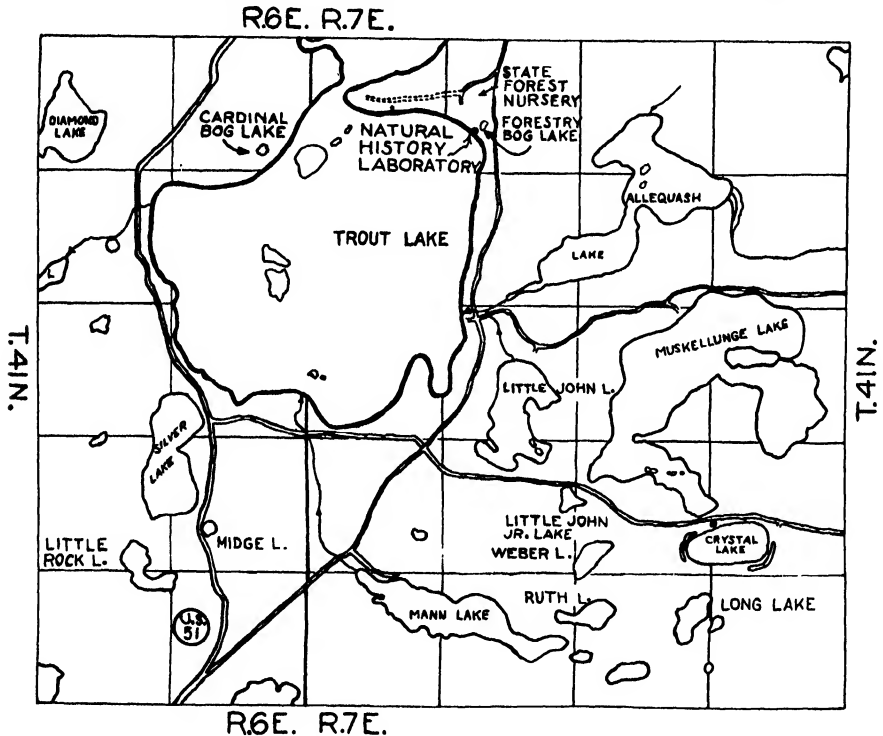 R.6E. R.7E.
DIAMOND
LAKE
CARDINAL
BOG LAKE
STATE
FOREST
NURSERY
NATURAL
HISTORY
LABORATORY
FORESTRY
BOG LAKE
ALLEQUASH
LAKE
TROUT LAKE
L
T.41N.
T.41N.
MUSKELLUNGE LAKE
LITTLE JOHN L.
SILVER
LAKE
LITTLE
ROCK L.
MIDGE L.
LITTLE JOHN
JR. LAKE
WEBER L.
CRYSTAL
LAKE
U.S.
51
MANN LAKE
RUTH L.
LONG LAKE
R.6E. R.7E.